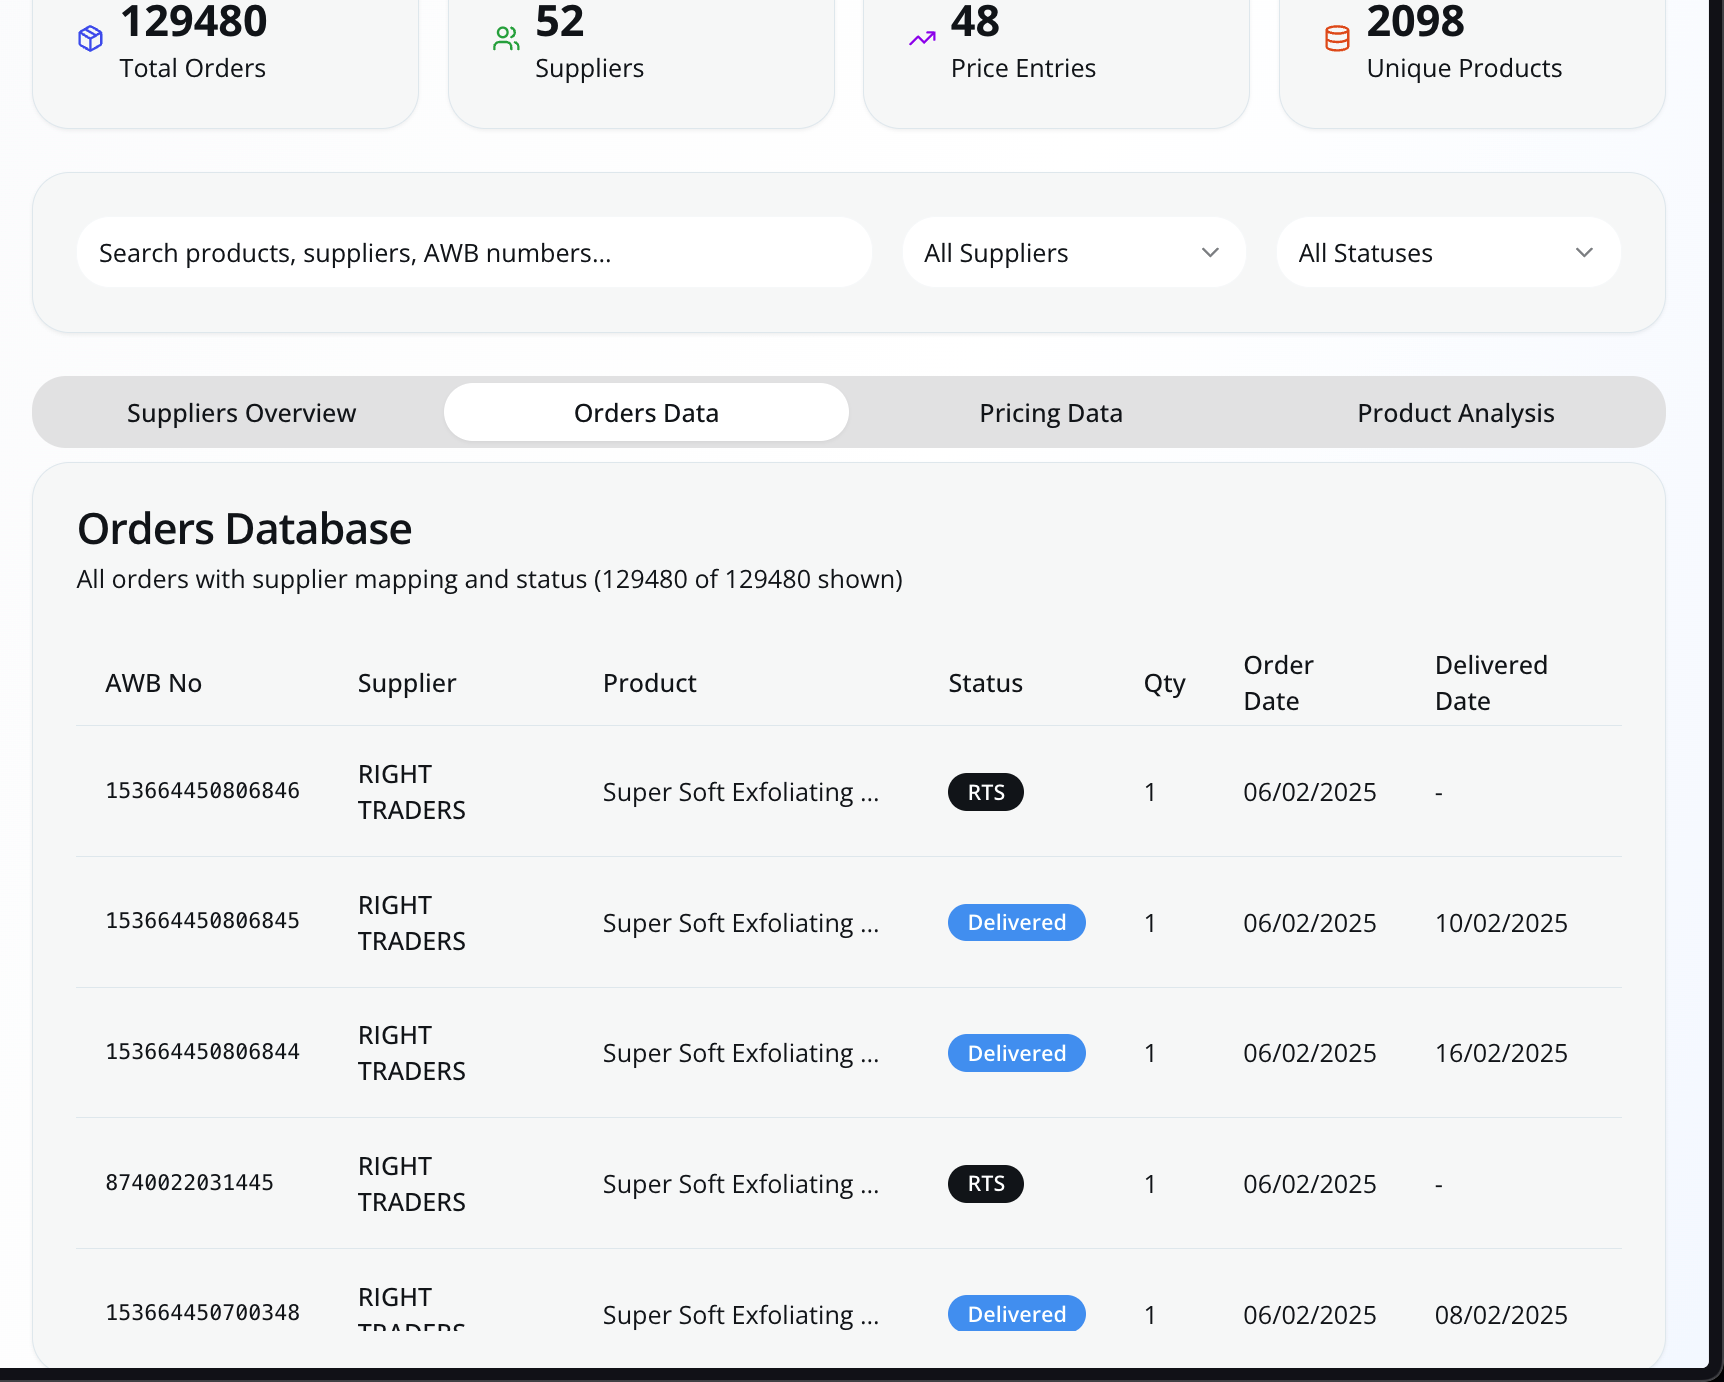 129480
Total Orders
52
Suppliers
48
Price Entries
2098
Unique Products
Search products, suppliers, AWB numbers...
All Suppliers
All Statuses
Suppliers Overview
Orders Data
Pricing Data
Product Analysis
Orders Database
All orders with supplier mapping and status (129480 of 129480 shown)
AWB No Supplier Product Status Qty Order Date Delivered Date
153664450806846 RIGHT TRADERS Super Soft Exfoliating ... RTS 1 06/02/2025 -
153664450806845 RIGHT TRADERS Super Soft Exfoliating ... Delivered 1 06/02/2025 10/02/2025
153664450806844 RIGHT TRADERS Super Soft Exfoliating ... Delivered 1 06/02/2025 16/02/2025
8740022031445 RIGHT TRADERS Super Soft Exfoliating ... RTS 1 06/02/2025 -
153664450700348 RIGHT TRADERS Super Soft Exfoliating ... Delivered 1 06/02/2025 08/02/2025